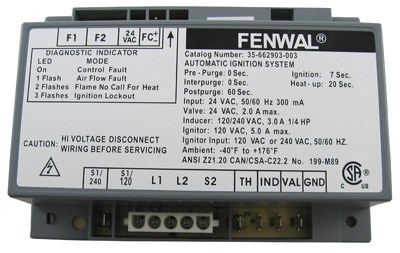 F1 F2 24 VAC FC+
FENWAL®
DIAGNOSTIC INDICATOR
LED MODE
On Control Fault
1 Flash Air Flow Fault
2 Flashes Flame No Call For Heat
3 Flashes Ignition Lockout
Catalog Number: 35-662903-003
AUTOMATIC IGNITION SYSTEM
Pre - Purge: 0 Sec. Ignition: 7 Sec.
Interpurge: 0 Sec. Heat - up: 20 Sec.
Postpurge: 60 Sec.
Input: 24 VAC, 50/60 Hz 300 mA
Valve: 24 VAC, 2.0 A max.
Inducer: 120/240 VAC, 3.0 A 1/4 HP
Ignitor: 120/240 VAC, 5.0 A max.
Ignitor Input: 120 VAC or 240 VAC, 50/60 HZ.
Ambient: -40°F to +176°F
ANSI Z21.20 CAN/CSA-C22.2 No. 199-M89
CAUTION:
HI VOLTAGE DISCONNECT
WIRING BEFORE SERVICING
SA
C US
S1/240 S1/120 L1 L2 S2 TH IND VAL GND